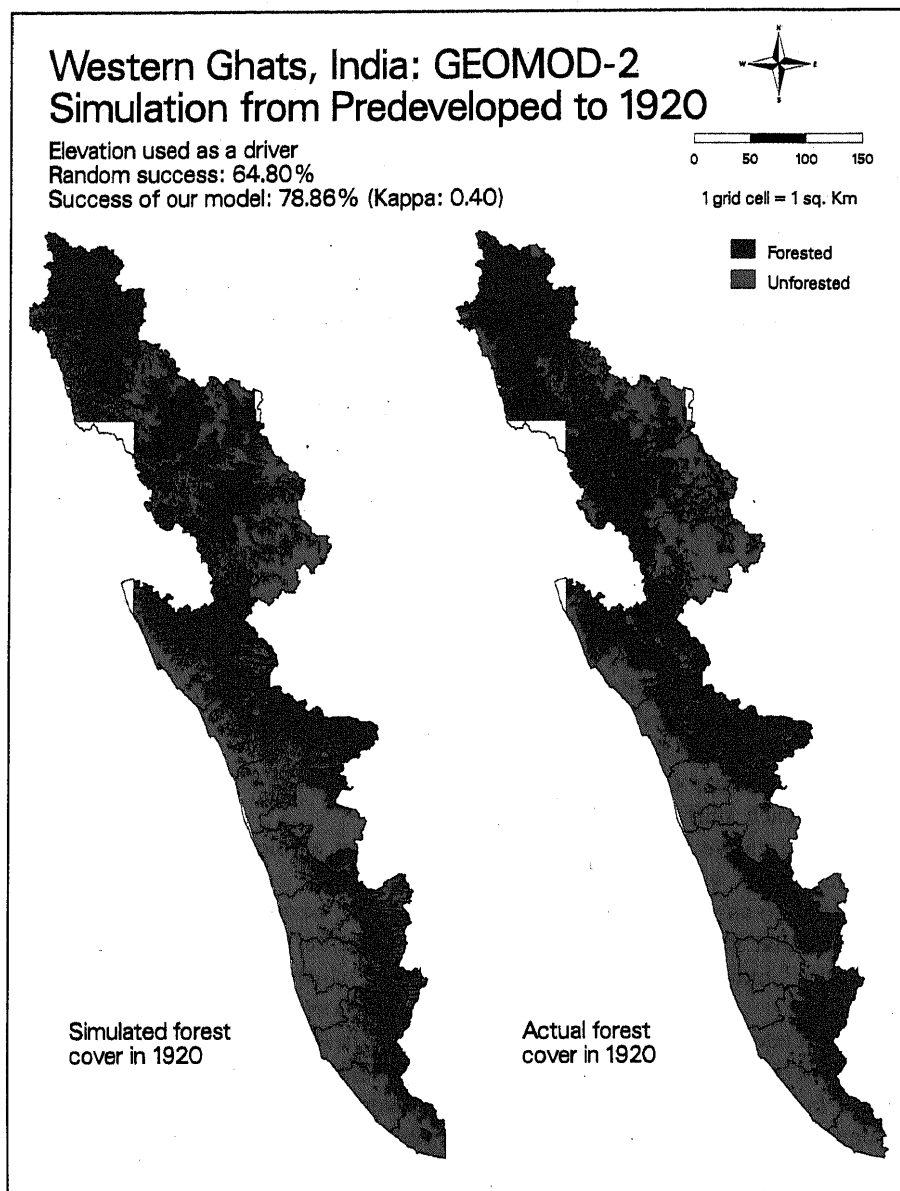 Western Ghats, India: GEOMOD-2
Simulation from Predeveloped to 1920
Elevation used as a driver
Random success: 64.80%
Success of our model: 78.86% (Kappa: 0.40)
N
W E
S
0 50 100 150
1 grid cell = 1 sq. Km
Forested
Unforested
Simulated forest
cover in 1920
Actual forest
cover in 1920